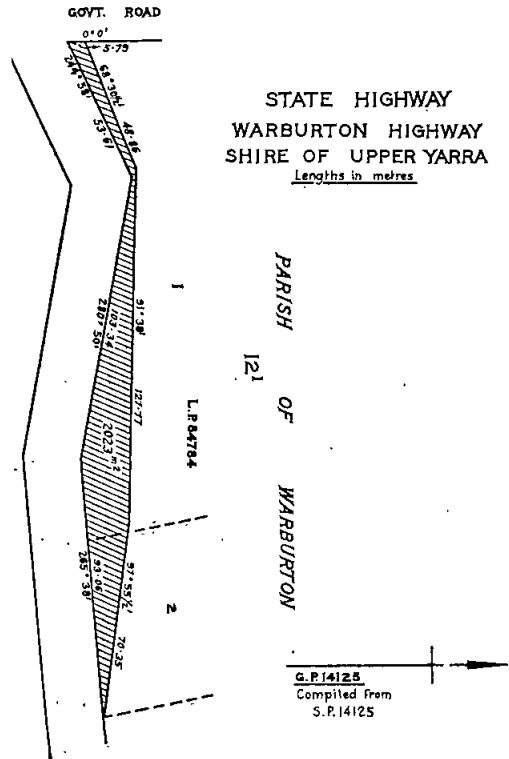 GOVT. ROAD
0° 0'
5·79
68° 30½'
48·86
244° 58'
53·61
STATE HIGHWAY
WARBURTON HIGHWAY
SHIRE OF UPPER YARRA
Lengths in metres
1
91° 38'
103·34
280° 50'
127·77
2023 m²
L.P. 84784
12¹
PARISH OF WARBURTON
97° 55½'
93·06
265° 38'
70·35
2
G.P. 14125
Compiled From
S.P. 14125